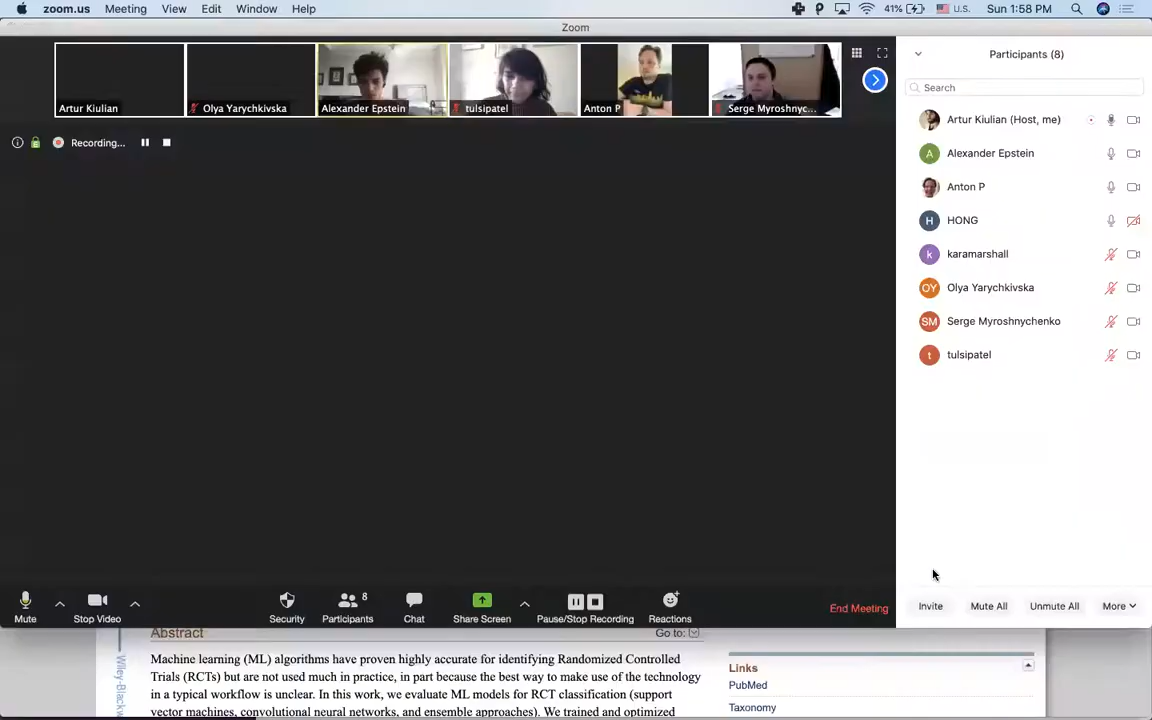 zoom.us Meeting View Edit Window Help 41% U.S. Sun 1:58 PM
Zoom
Artur Kiulian Olya Yarychkivska Alexander Epstein tulsipatel Anton P Serge Myroshnyc...
Recording...
Participants (8)
Search
Artur Kiulian (Host, me)
A Alexander Epstein
Anton P
H HONG
k karamarshall
OY Olya Yarychkivska
SM Serge Myroshnychenko
t tulsipatel
Mute Stop Video Security Participants 8 Chat Share Screen Pause/Stop Recording Reactions End Meeting
Invite Mute All Unmute All More
Abstract Go to:
Machine learning (ML) algorithms have proven highly accurate for identifying Randomized Controlled
Trials (RCTs) but are not used much in practice, in part because the best way to make use of the technology
in a typical workflow is unclear. In this work, we evaluate ML models for RCT classification (support
vector machines, convolutional neural networks, and ensemble approaches). We trained and optimized
Links
PubMed
Taxonomy
Wiley-Blackw